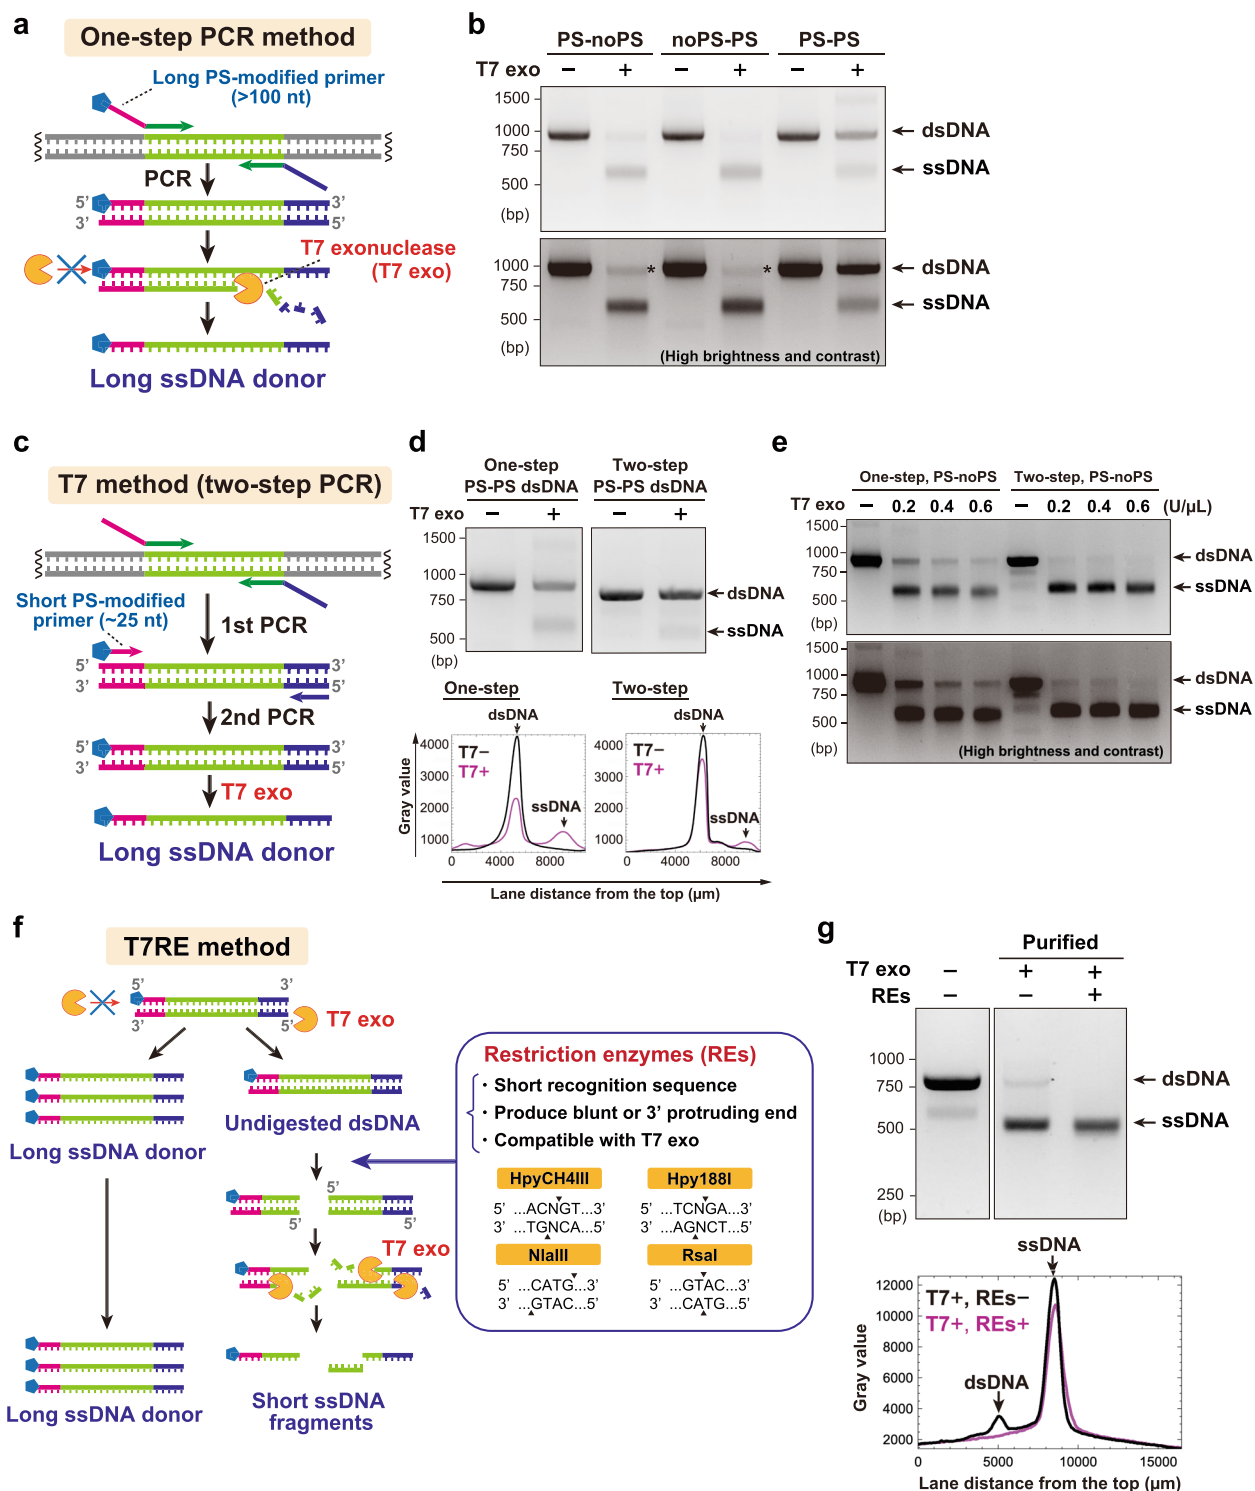 a
One-step PCR method
Long PS-modified primer
(>100 nt)
PCR
5’
3’
3’
5’
T7 exonuclease
(T7 exo)
Long ssDNA donor
b
PS-noPS
noPS-PS
PS-PS
T7 exo
− + − + − +
1500
1000
750
500
(bp)
dsDNA
ssDNA
1000
750
500
(bp)
*
*
dsDNA
ssDNA
(High brightness and contrast)
c
T7 method (two-step PCR)
Short PS-modified
primer (~25 nt)
1st PCR
5’
3’
3’
5’
2nd PCR
T7 exo
Long ssDNA donor
d
One-step
PS-PS dsDNA
Two-step
PS-PS dsDNA
T7 exo
− + − +
1500
1000
750
500
(bp)
dsDNA
ssDNA
One-step
dsDNA
T7−
T7+
ssDNA
Two-step
dsDNA
T7−
T7+
ssDNA
Gray value
4000
3000
2000
1000
0 4000 8000
4000
3000
2000
1000
0 4000 8000
Lane distance from the top (µm)
e
One-step, PS-noPS
Two-step, PS-noPS
T7 exo
− 0.2 0.4 0.6 − 0.2 0.4 0.6 (U/µL)
1500
1000
750
500
(bp)
dsDNA
ssDNA
1000
750
500
(bp)
dsDNA
ssDNA
(High brightness and contrast)
f
T7RE method
5’
3’
3’
5’
T7 exo
Long ssDNA donor
Undigested dsDNA
5’
5’
T7 exo
Long ssDNA donor
Short ssDNA
fragments
Restriction enzymes (REs)
· Short recognition sequence
· Produce blunt or 3’ protruding end
· Compatible with T7 exo
HpyCH4III
5’ ...ACNGT...3’
3’ ...TGNCA...5’
Hpy188I
5’ ...TCNGA...3’
3’ ...AGNCT...5’
NlaIII
5’ ...CATG...3’
3’ ...GTAC...5’
RsaI
5’ ...GTAC...3’
3’ ...CATG...5’
g
Purified
T7 exo − + +
REs − − +
1000
750
500
250
(bp)
dsDNA
ssDNA
ssDNA
T7+, REs−
T7+, REs+
dsDNA
Gray value
12000
10000
8000
6000
4000
2000
0 5000 10000 15000
Lane distance from the top (µm)